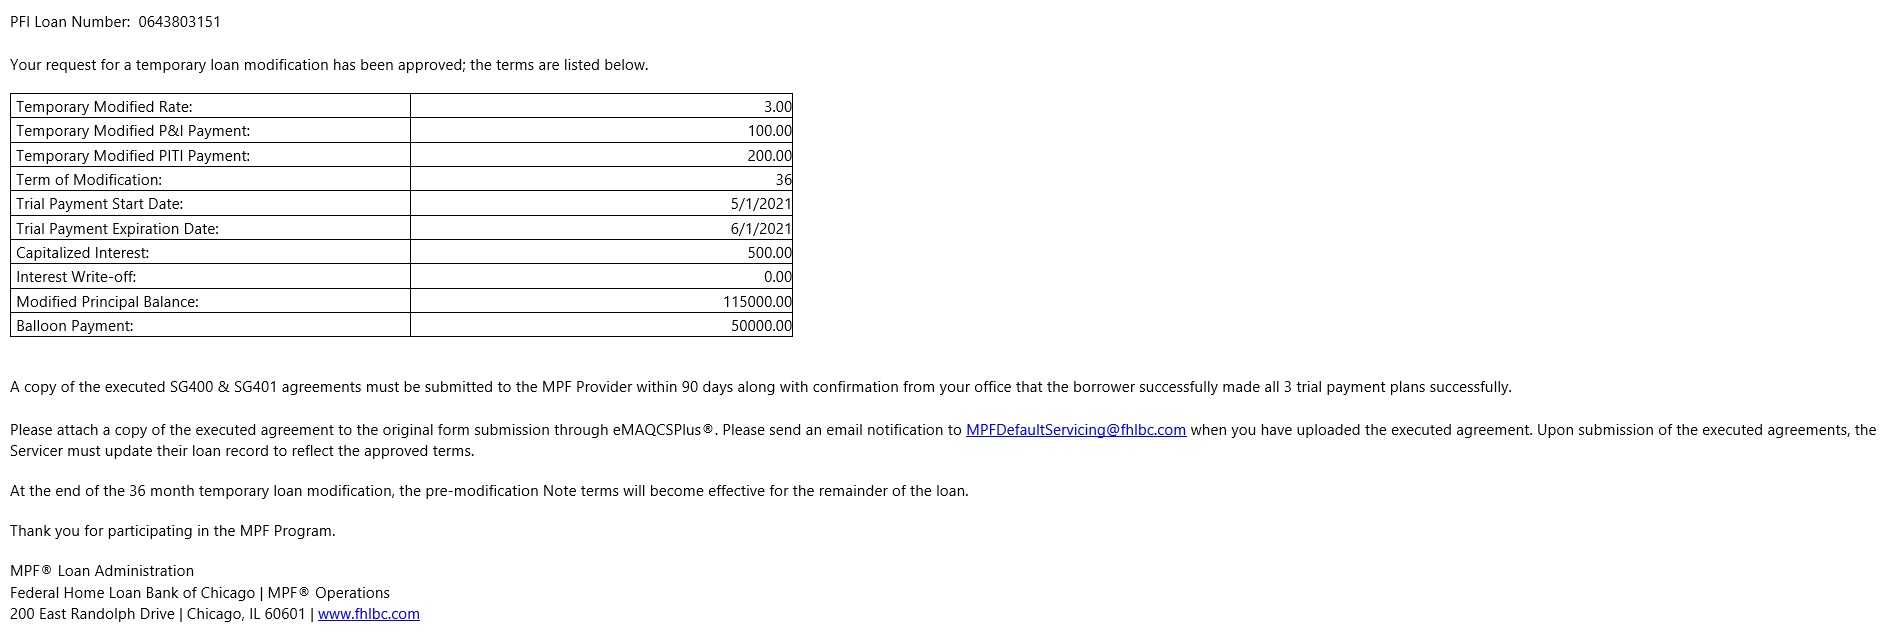 PFI Loan Number:  0643803151
Your request for a temporary loan modification has been approved; the terms are listed below.
Temporary Modified Rate: 3.00
Temporary Modified P&I Payment: 100.00
Temporary Modified PITI Payment: 200.00
Term of Modification: 36
Trial Payment Start Date: 5/1/2021
Trial Payment Expiration Date: 6/1/2021
Capitalized Interest: 500.00
Interest Write-off: 0.00
Modified Principal Balance: 115000.00
Balloon Payment: 50000.00
A copy of the executed SG400 & SG401 agreements must be submitted to the MPF Provider within 90 days along with confirmation from your office that the borrower successfully made all 3 trial payment plans successfully.
Please attach a copy of the executed agreement to the original form submission through eMAQCSPlus®. Please send an email notification to MPFDefaultServicing@fhlbc.com when you have uploaded the executed agreement. Upon submission of the executed agreements, the
Servicer must update their loan record to reflect the approved terms.
At the end of the 36 month temporary loan modification, the pre-modification Note terms will become effective for the remainder of the loan.
Thank you for participating in the MPF Program.
MPF® Loan Administration
Federal Home Loan Bank of Chicago | MPF® Operations
200 East Randolph Drive | Chicago, IL 60601 | www.fhlbc.com